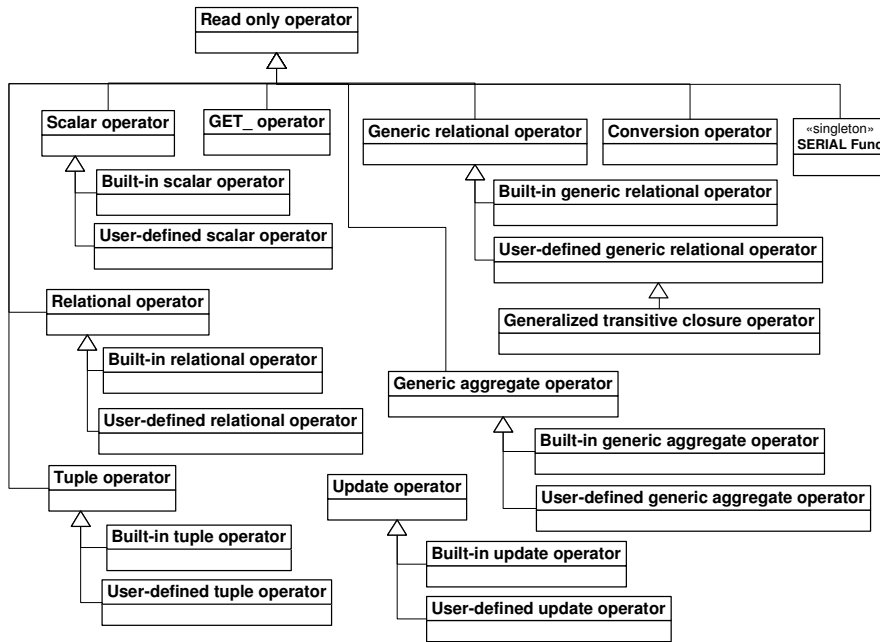 Read only operator
Scalar operator
GET_ operator
Generic relational operator
Conversion operator
«singleton»
SERIAL Func
Built-in scalar operator
User-defined scalar operator
Built-in generic relational operator
User-defined generic relational operator
Generalized transitive closure operator
Relational operator
Built-in relational operator
User-defined relational operator
Generic aggregate operator
Built-in generic aggregate operator
User-defined generic aggregate operator
Tuple operator
Built-in tuple operator
User-defined tuple operator
Update operator
Built-in update operator
User-defined update operator